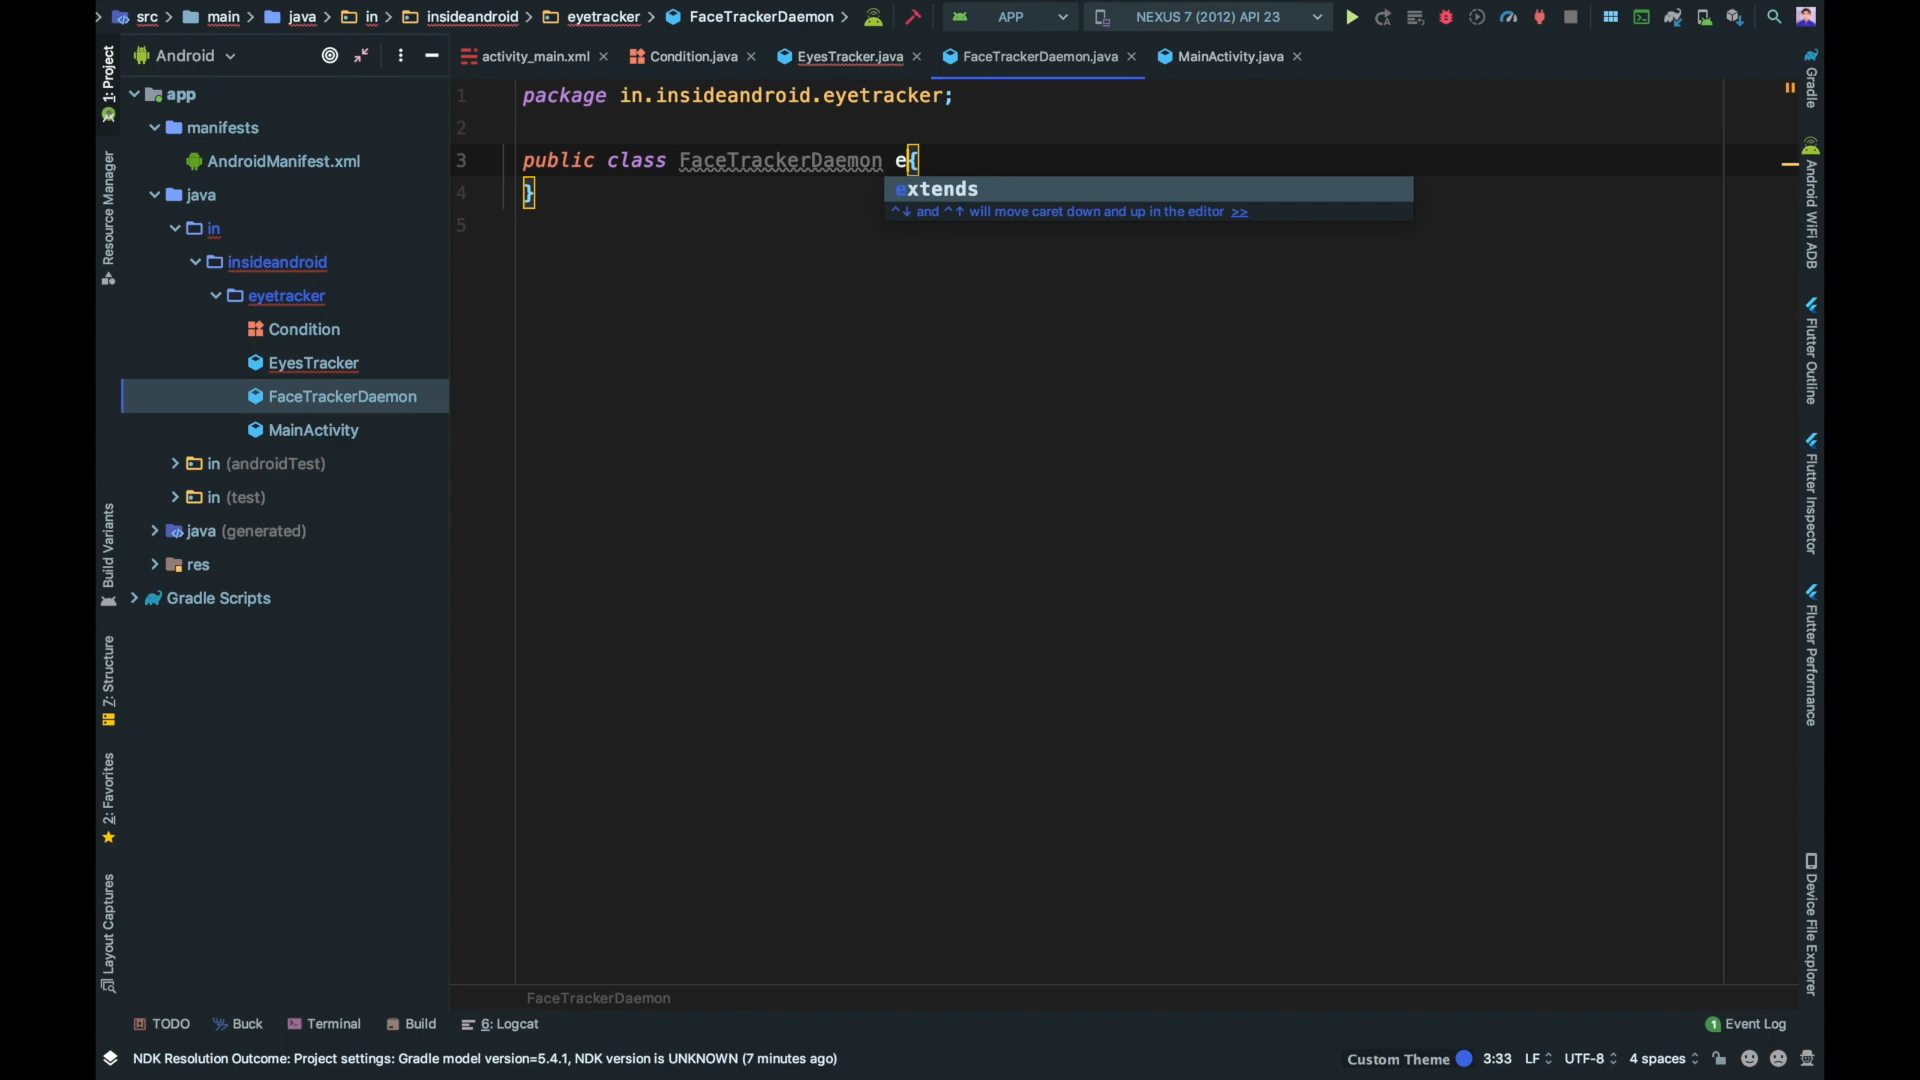 src main java in insideandroid eyetracker FaceTrackerDaemon APP NEXUS 7 (2012) API 23
Android
activity_main.xml Condition.java EyesTracker.java FaceTrackerDaemon.java MainActivity.java
1: Project
Resource Manager
Build Variants
Z: Structure
2: Favorites
Layout Captures
app
manifests
AndroidManifest.xml
java
in
insideandroid
eyetracker
Condition
EyesTracker
FaceTrackerDaemon
MainActivity
in (androidTest)
in (test)
java (generated)
res
Gradle Scripts
1 package in.insideandroid.eyetracker;
2
3 public class FaceTrackerDaemon e{
extends
^↓ and ^↑ will move caret down and up in the editor >>
4 }
5
FaceTrackerDaemon
Gradle
Android WiFi ADB
Flutter Outline
Flutter Inspector
Flutter Performance
Device File Explorer
TODO Buck Terminal Build 6: Logcat 1 Event Log
NDK Resolution Outcome: Project settings: Gradle model version=5.4.1, NDK version is UNKNOWN (7 minutes ago) Custom Theme 3:33 LF UTF-8 4 spaces